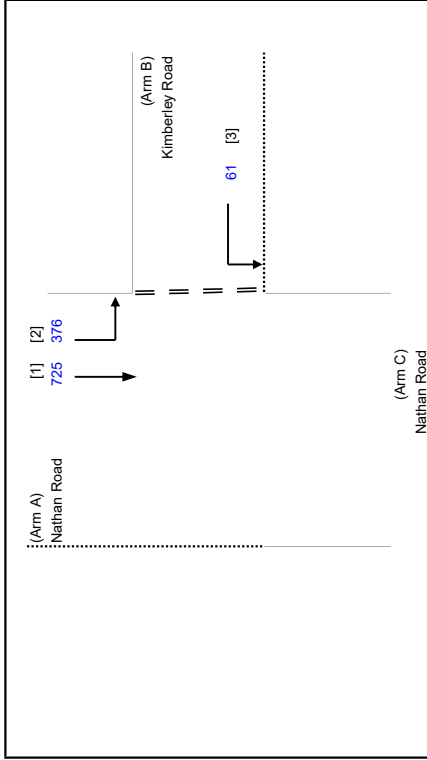 (Arm A)
Nathan Road
[1]
725
[2]
376
(Arm B)
Kimberley Road
61
[3]
(Arm C)
Nathan Road